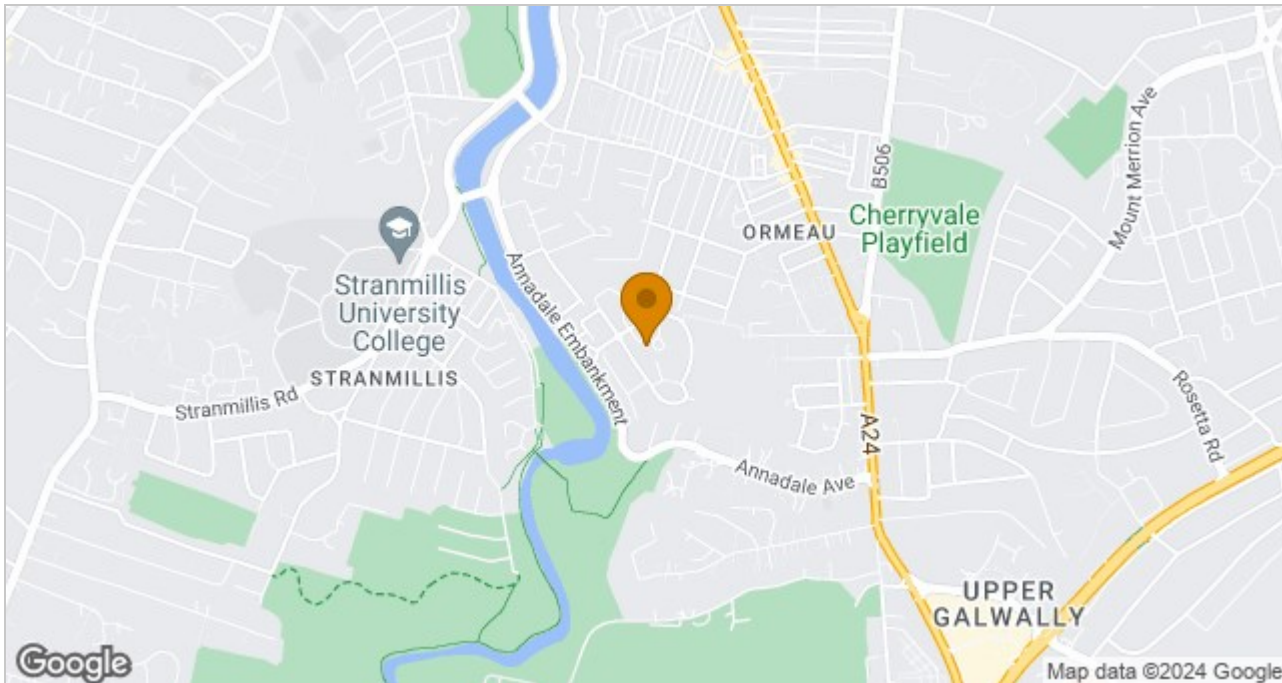 B506
Mount Merrion Ave
ORMEAU
Cherryvale
Playfield
Annadale Embankment
Stranmillis
University
College
STRANMILLIS
Stranmillis Rd
A24
Rosetta Rd
Annadale Ave
UPPER
GALWALLY
Google
Map data ©2024 Google